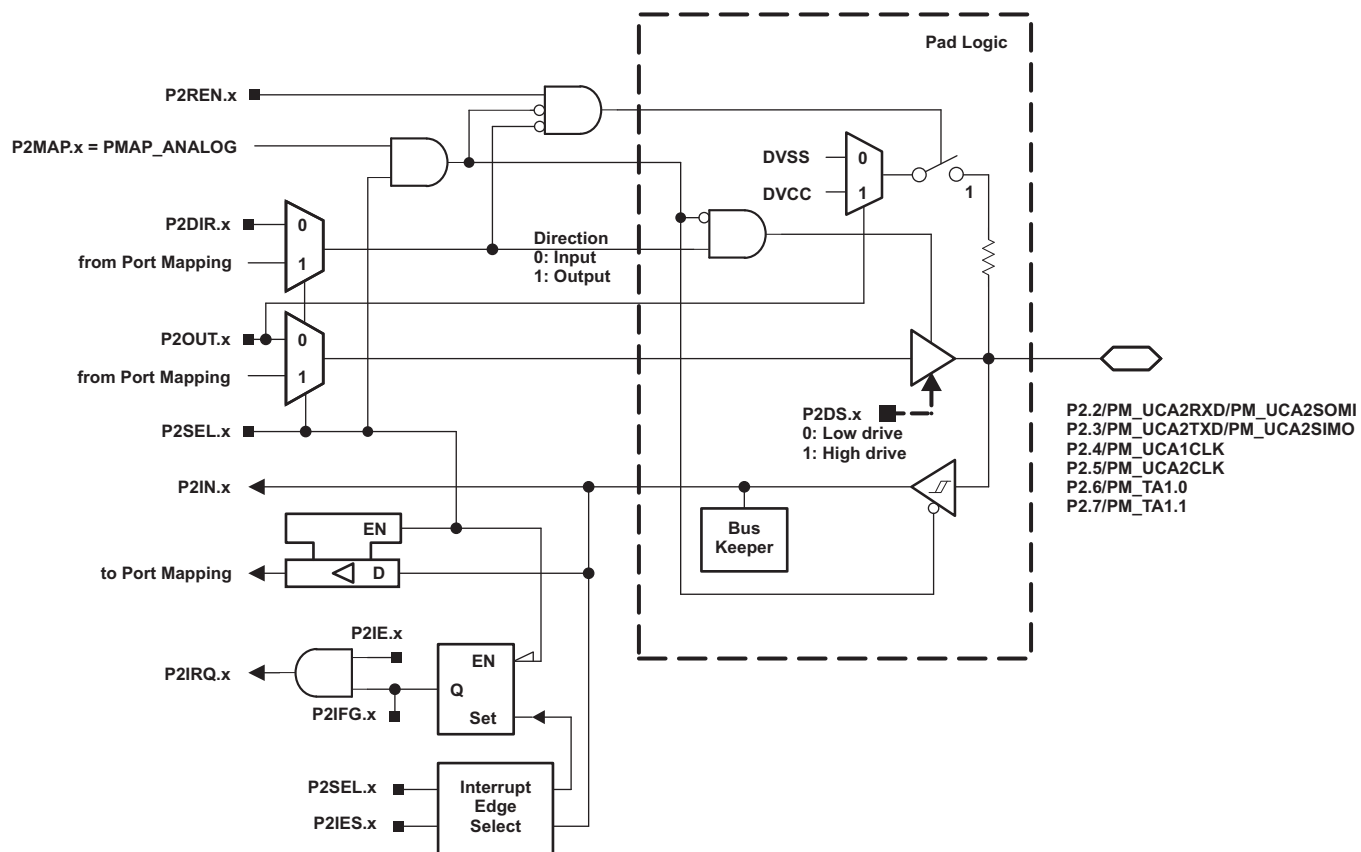 Pad Logic
P2REN.x
P2MAP.x = PMAP_ANALOG
DVSS
0
DVCC
1
1
P2DIR.x
0
from Port Mapping
1
Direction
0: Input
1: Output
P2OUT.x
0
from Port Mapping
1
P2SEL.x
P2DS.x
0: Low drive
1: High drive
P2.2/PM_UCA2RXD/PM_UCA2SOMI
P2.3/PM_UCA2TXD/PM_UCA2SIMO
P2.4/PM_UCA1CLK
P2.5/PM_UCA2CLK
P2.6/PM_TA1.0
P2.7/PM_TA1.1
P2IN.x
Bus
Keeper
EN
to Port Mapping
D
P2IE.x
P2IRQ.x
EN
Q
P2IFG.x
Set
P2SEL.x
P2IES.x
Interrupt
Edge
Select